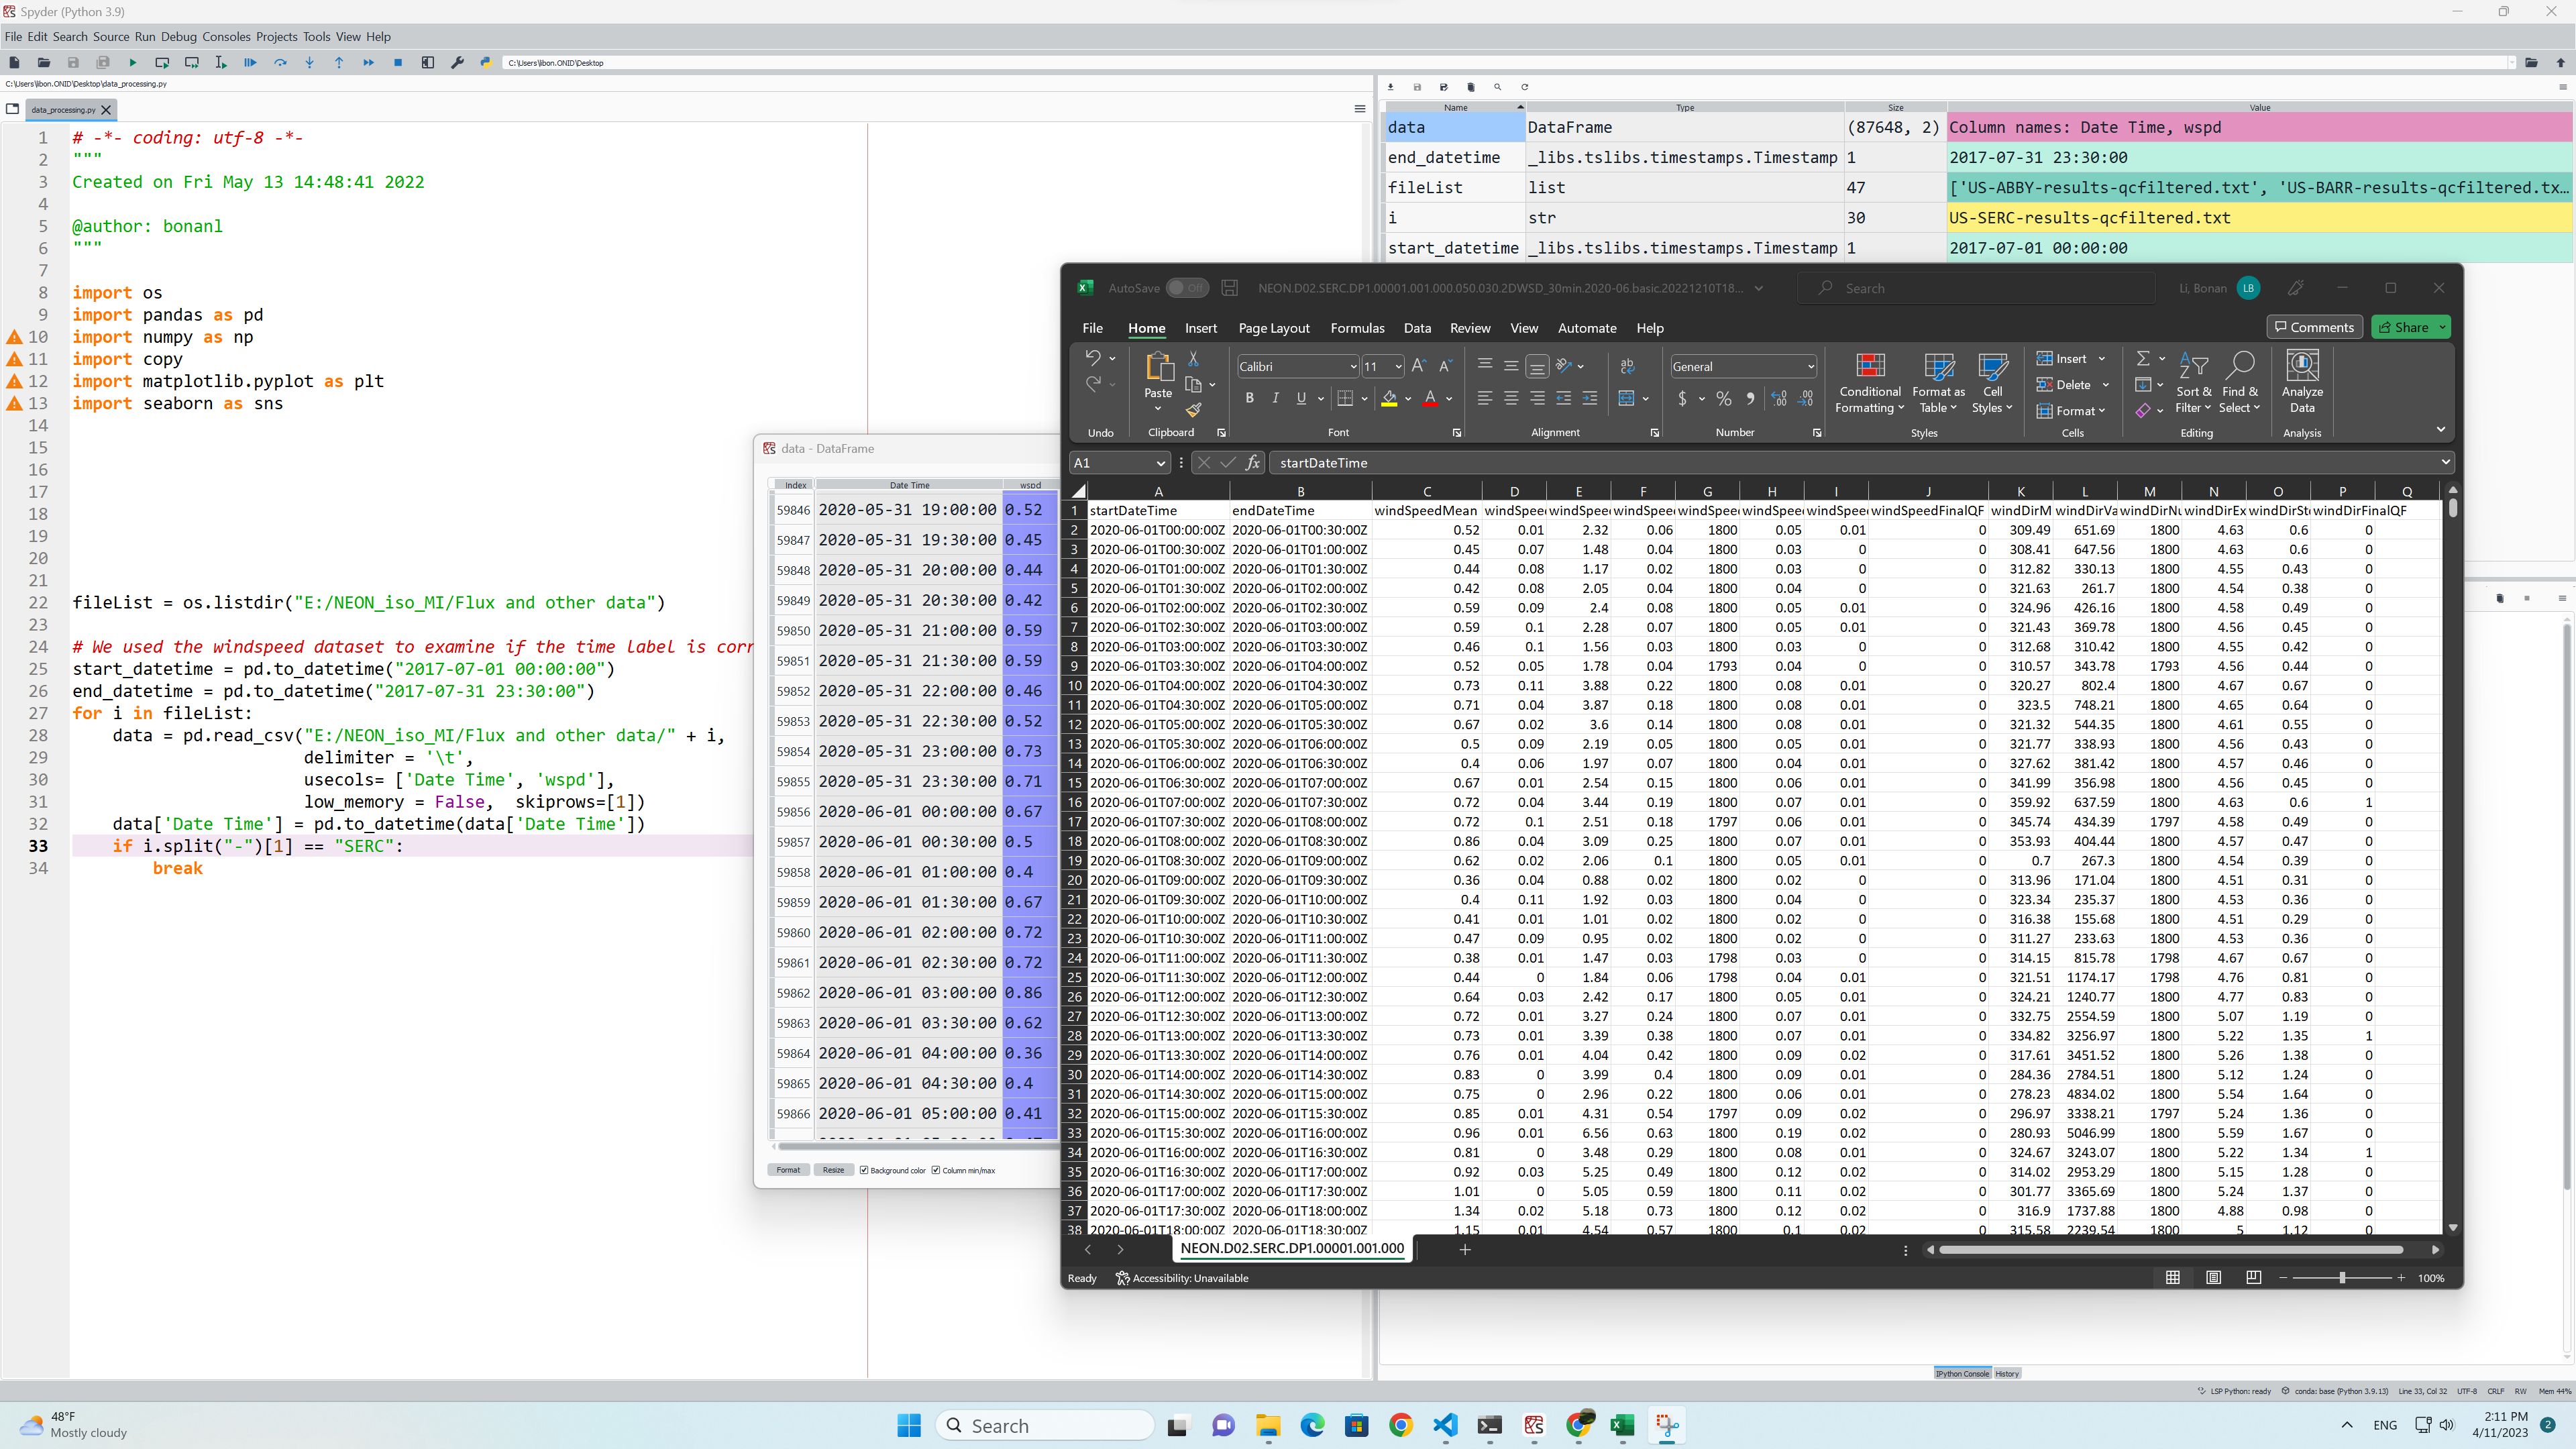 Spyder (Python 3.9)
File Edit Search Source Run Debug Consoles Projects Tools View Help
C:\Users\libon.ONID\Desktop
C:\Users\libon.ONID\Desktop\data_processing.py
data_processing.py
1 # -*- coding: utf-8 -*-
2 """
3 Created on Fri May 13 14:48:41 2022
4
5 @author: bonanl
6 """
7
8 import os
9 import pandas as pd
10 import numpy as np
11 import copy
12 import matplotlib.pyplot as plt
13 import seaborn as sns
14
15
16
17
18
19
20
21
22 fileList = os.listdir("E:/NEON_iso_MI/Flux and other data")
23
24 # We used the windspeed dataset to examine if the time label is corr
25 start_datetime = pd.to_datetime("2017-07-01 00:00:00")
26 end_datetime = pd.to_datetime("2017-07-31 23:30:00")
27 for i in fileList:
28 data = pd.read_csv("E:/NEON_iso_MI/Flux and other data/" + i,
29 delimiter = '\t',
30 usecols= ['Date Time', 'wspd'],
31 low_memory = False, skiprows=[1])
32 data['Date Time'] = pd.to_datetime(data['Date Time'])
33 if i.split("-")[1] == "SERC":
34 break
Name Type Size Value
data DataFrame (87648, 2) Column names: Date Time, wspd
end_datetime _libs.tslibs.timestamps.Timestamp 1 2017-07-31 23:30:00
fileList list 47 ['US-ABBY-results-qcfiltered.txt', 'US-BARR-results-qcfiltered.tx...
i str 30 US-SERC-results-qcfiltered.txt
start_datetime _libs.tslibs.timestamps.Timestamp 1 2017-07-01 00:00:00
data - DataFrame
Index Date Time wspd
59846 2020-05-31 19:00:00 0.52
59847 2020-05-31 19:30:00 0.45
59848 2020-05-31 20:00:00 0.44
59849 2020-05-31 20:30:00 0.42
59850 2020-05-31 21:00:00 0.59
59851 2020-05-31 21:30:00 0.59
59852 2020-05-31 22:00:00 0.46
59853 2020-05-31 22:30:00 0.52
59854 2020-05-31 23:00:00 0.73
59855 2020-05-31 23:30:00 0.71
59856 2020-06-01 00:00:00 0.67
59857 2020-06-01 00:30:00 0.5
59858 2020-06-01 01:00:00 0.4
59859 2020-06-01 01:30:00 0.67
59860 2020-06-01 02:00:00 0.72
59861 2020-06-01 02:30:00 0.72
59862 2020-06-01 03:00:00 0.86
59863 2020-06-01 03:30:00 0.62
59864 2020-06-01 04:00:00 0.36
59865 2020-06-01 04:30:00 0.4
59866 2020-06-01 05:00:00 0.41
Format Resize Background color Column min/max
AutoSave Off NEON.D02.SERC.DP1.00001.001.000.050.030.2DWSD_30min.2020-06.basic.20221210T18... Search Li, Bonan LB
File Home Insert Page Layout Formulas Data Review View Automate Help Comments Share
Paste Calibri 11 General Conditional Formatting Format as Table Cell Styles Insert Delete Format Sort & Filter Find & Select Analyze Data
Undo Clipboard Font Alignment Number Styles Cells Editing Analysis
A1 fx startDateTime
A B C D E F G H I J K L M N O P Q
1 startDateTime endDateTime windSpeedMean windSpee windSpee windSpee windSpee windSpee windSpee windSpeedFinalQF windDirM windDirVa windDirNu windDirEx windDirSt windDirFinalQF
2 2020-06-01T00:00:00Z 2020-06-01T00:30:00Z 0.52 0.01 2.32 0.06 1800 0.05 0.01 0 309.49 651.69 1800 4.63 0.6 0
3 2020-06-01T00:30:00Z 2020-06-01T01:00:00Z 0.45 0.07 1.48 0.04 1800 0.03 0 0 308.41 647.56 1800 4.63 0.6 0
4 2020-06-01T01:00:00Z 2020-06-01T01:30:00Z 0.44 0.08 1.17 0.02 1800 0.03 0 0 312.82 330.13 1800 4.55 0.43 0
5 2020-06-01T01:30:00Z 2020-06-01T02:00:00Z 0.42 0.08 2.05 0.04 1800 0.04 0 0 321.63 261.7 1800 4.54 0.38 0
6 2020-06-01T02:00:00Z 2020-06-01T02:30:00Z 0.59 0.09 2.4 0.08 1800 0.05 0.01 0 324.96 426.16 1800 4.58 0.49 0
7 2020-06-01T02:30:00Z 2020-06-01T03:00:00Z 0.59 0.1 2.28 0.07 1800 0.05 0.01 0 321.43 369.78 1800 4.56 0.45 0
8 2020-06-01T03:00:00Z 2020-06-01T03:30:00Z 0.46 0.1 1.56 0.03 1800 0.03 0 0 312.68 310.42 1800 4.55 0.42 0
9 2020-06-01T03:30:00Z 2020-06-01T04:00:00Z 0.52 0.05 1.78 0.04 1793 0.04 0 0 310.57 343.78 1793 4.56 0.44 0
10 2020-06-01T04:00:00Z 2020-06-01T04:30:00Z 0.73 0.11 3.88 0.22 1800 0.08 0.01 0 320.27 802.4 1800 4.67 0.67 0
11 2020-06-01T04:30:00Z 2020-06-01T05:00:00Z 0.71 0.04 3.87 0.18 1800 0.08 0.01 0 323.5 748.21 1800 4.65 0.64 0
12 2020-06-01T05:00:00Z 2020-06-01T05:30:00Z 0.67 0.02 3.6 0.14 1800 0.08 0.01 0 321.32 544.35 1800 4.61 0.55 0
13 2020-06-01T05:30:00Z 2020-06-01T06:00:00Z 0.5 0.09 2.19 0.05 1800 0.05 0.01 0 321.77 338.93 1800 4.56 0.43 0
14 2020-06-01T06:00:00Z 2020-06-01T06:30:00Z 0.4 0.06 1.97 0.07 1800 0.04 0.01 0 327.62 381.42 1800 4.57 0.46 0
15 2020-06-01T06:30:00Z 2020-06-01T07:00:00Z 0.67 0.01 2.54 0.15 1800 0.06 0.01 0 341.99 356.98 1800 4.56 0.45 0
16 2020-06-01T07:00:00Z 2020-06-01T07:30:00Z 0.72 0.04 3.44 0.19 1800 0.07 0.01 0 359.92 637.59 1800 4.63 0.6 1
17 2020-06-01T07:30:00Z 2020-06-01T08:00:00Z 0.72 0.1 2.51 0.18 1797 0.06 0.01 0 345.74 434.39 1797 4.58 0.49 0
18 2020-06-01T08:00:00Z 2020-06-01T08:30:00Z 0.86 0.04 3.09 0.25 1800 0.07 0.01 0 353.93 404.44 1800 4.57 0.47 0
19 2020-06-01T08:30:00Z 2020-06-01T09:00:00Z 0.62 0.02 2.06 0.1 1800 0.05 0.01 0 0.7 267.3 1800 4.54 0.39 0
20 2020-06-01T09:00:00Z 2020-06-01T09:30:00Z 0.36 0.04 0.88 0.02 1800 0.02 0 0 313.96 171.04 1800 4.51 0.31 0
21 2020-06-01T09:30:00Z 2020-06-01T10:00:00Z 0.4 0.11 1.92 0.03 1800 0.04 0 0 323.34 235.37 1800 4.53 0.36 0
22 2020-06-01T10:00:00Z 2020-06-01T10:30:00Z 0.41 0.01 1.01 0.02 1800 0.02 0 0 316.38 155.68 1800 4.51 0.29 0
23 2020-06-01T10:30:00Z 2020-06-01T11:00:00Z 0.47 0.09 0.95 0.02 1800 0.02 0 0 311.27 233.63 1800 4.53 0.36 0
24 2020-06-01T11:00:00Z 2020-06-01T11:30:00Z 0.38 0.01 1.47 0.03 1798 0.03 0 0 314.15 815.78 1798 4.67 0.67 0
25 2020-06-01T11:30:00Z 2020-06-01T12:00:00Z 0.44 0 1.84 0.06 1798 0.04 0.01 0 321.51 1174.17 1798 4.76 0.81 0
26 2020-06-01T12:00:00Z 2020-06-01T12:30:00Z 0.64 0.03 2.42 0.17 1800 0.05 0.01 0 324.21 1240.77 1800 4.77 0.83 0
27 2020-06-01T12:30:00Z 2020-06-01T13:00:00Z 0.72 0.01 3.27 0.24 1800 0.07 0.01 0 332.75 2554.59 1800 5.07 1.19 0
28 2020-06-01T13:00:00Z 2020-06-01T13:30:00Z 0.73 0.01 3.39 0.38 1800 0.07 0.01 0 334.82 3256.97 1800 5.22 1.35 1
29 2020-06-01T13:30:00Z 2020-06-01T14:00:00Z 0.76 0.01 4.04 0.42 1800 0.09 0.02 0 317.61 3451.52 1800 5.26 1.38 0
30 2020-06-01T14:00:00Z 2020-06-01T14:30:00Z 0.83 0 3.99 0.4 1800 0.09 0.01 0 284.36 2784.51 1800 5.12 1.24 0
31 2020-06-01T14:30:00Z 2020-06-01T15:00:00Z 0.75 0 2.96 0.22 1800 0.06 0.01 0 278.23 4834.02 1800 5.54 1.64 0
32 2020-06-01T15:00:00Z 2020-06-01T15:30:00Z 0.85 0.01 4.31 0.54 1797 0.09 0.02 0 296.97 3338.21 1797 5.24 1.36 0
33 2020-06-01T15:30:00Z 2020-06-01T16:00:00Z 0.96 0.01 6.56 0.63 1800 0.19 0.02 0 280.93 5046.99 1800 5.59 1.67 0
34 2020-06-01T16:00:00Z 2020-06-01T16:30:00Z 0.81 0 3.48 0.29 1800 0.08 0.01 0 324.67 3243.07 1800 5.22 1.34 1
35 2020-06-01T16:30:00Z 2020-06-01T17:00:00Z 0.92 0.03 5.25 0.49 1800 0.12 0.02 0 314.02 2953.29 1800 5.15 1.28 0
36 2020-06-01T17:00:00Z 2020-06-01T17:30:00Z 1.01 0 5.05 0.59 1800 0.11 0.02 0 301.77 3365.69 1800 5.24 1.37 0
37 2020-06-01T17:30:00Z 2020-06-01T18:00:00Z 1.34 0.02 5.18 0.73 1800 0.12 0.02 0 316.9 1737.88 1800 4.88 0.98 0
38 2020-06-01T18:00:00Z 2020-06-01T18:30:00Z 1.15 0.01 4.54 0.57 1800 0.1 0.02 0 315.58 2239.54 1800 5 1.12 0
NEON.D02.SERC.DP1.00001.001.000
Ready Accessibility: Unavailable 100%
IPython Console History
LSP Python: ready conda: base (Python 3.9.13) Line 33, Col 32 UTF-8 CRLF RW Mem 44%
48°F
Mostly cloudy
Search
ENG
2:11 PM
4/11/2023
2